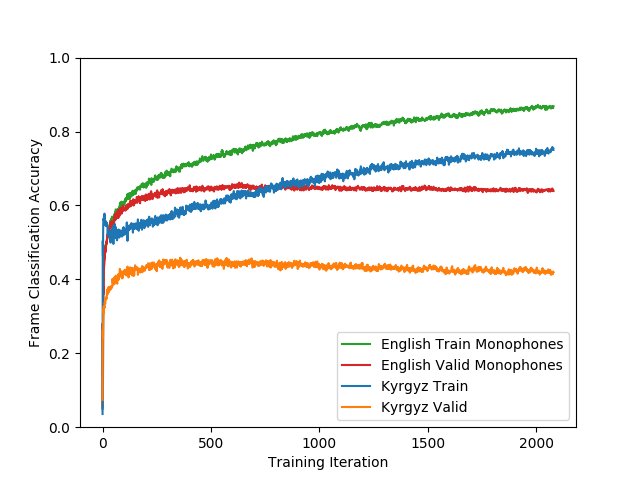 1.0
0.8
0.6
0.4
0.2
0.0
Frame Classification Accuracy
English Train Monophones
English Valid Monophones
Kyrgyz Train
Kyrgyz Valid
0 500 1000 1500 2000
Training Iteration